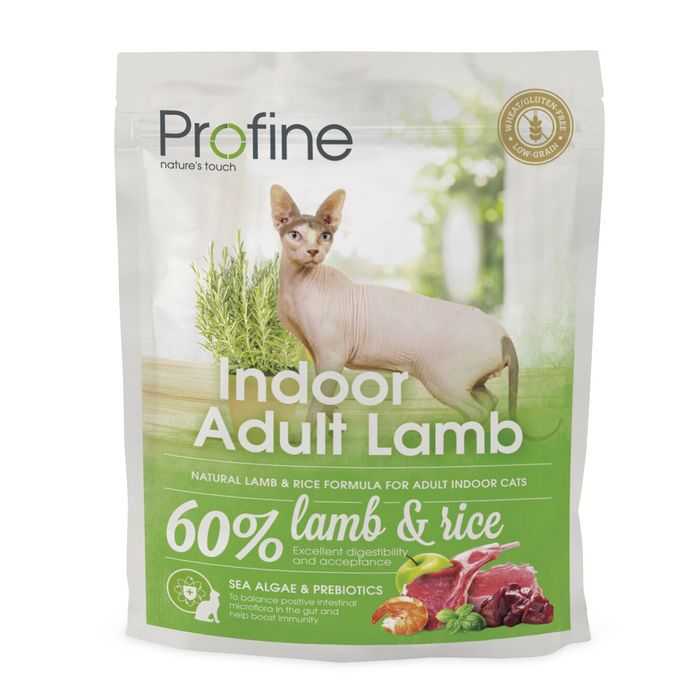 Profine
nature's touch
WHEAT/GLUTEN-FREE
LOW-GRAIN
Indoor
Adult Lamb
NATURAL LAMB & RICE FORMULA FOR ADULT INDOOR CATS
60% lamb & rice
Excellent digestibility
and acceptance
SEA ALGAE & PREBIOTICS
To balance positive intestinal
microflora in the gut and
help boost immunity